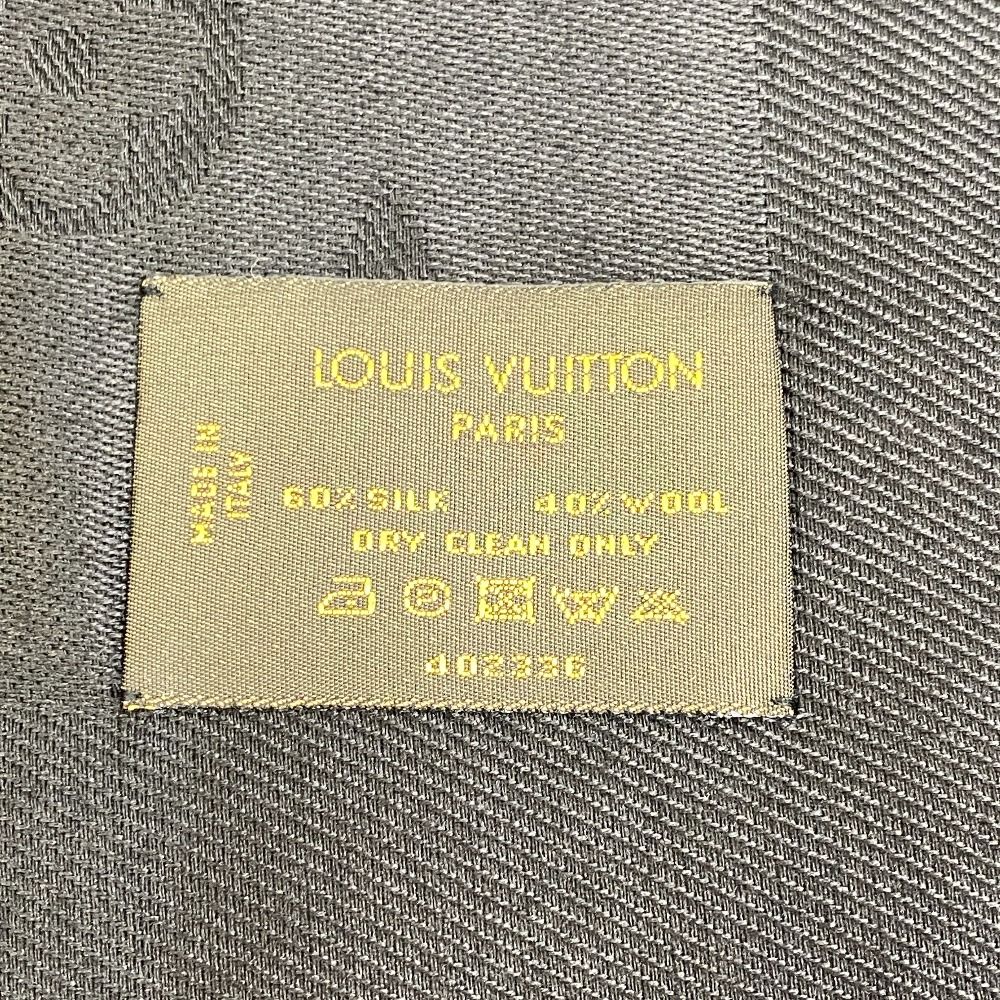 LOUIS VUITTON
PARIS
MADE IN
ITALY
60% SILK 40% WOOL
DRY CLEAN ONLY
402336